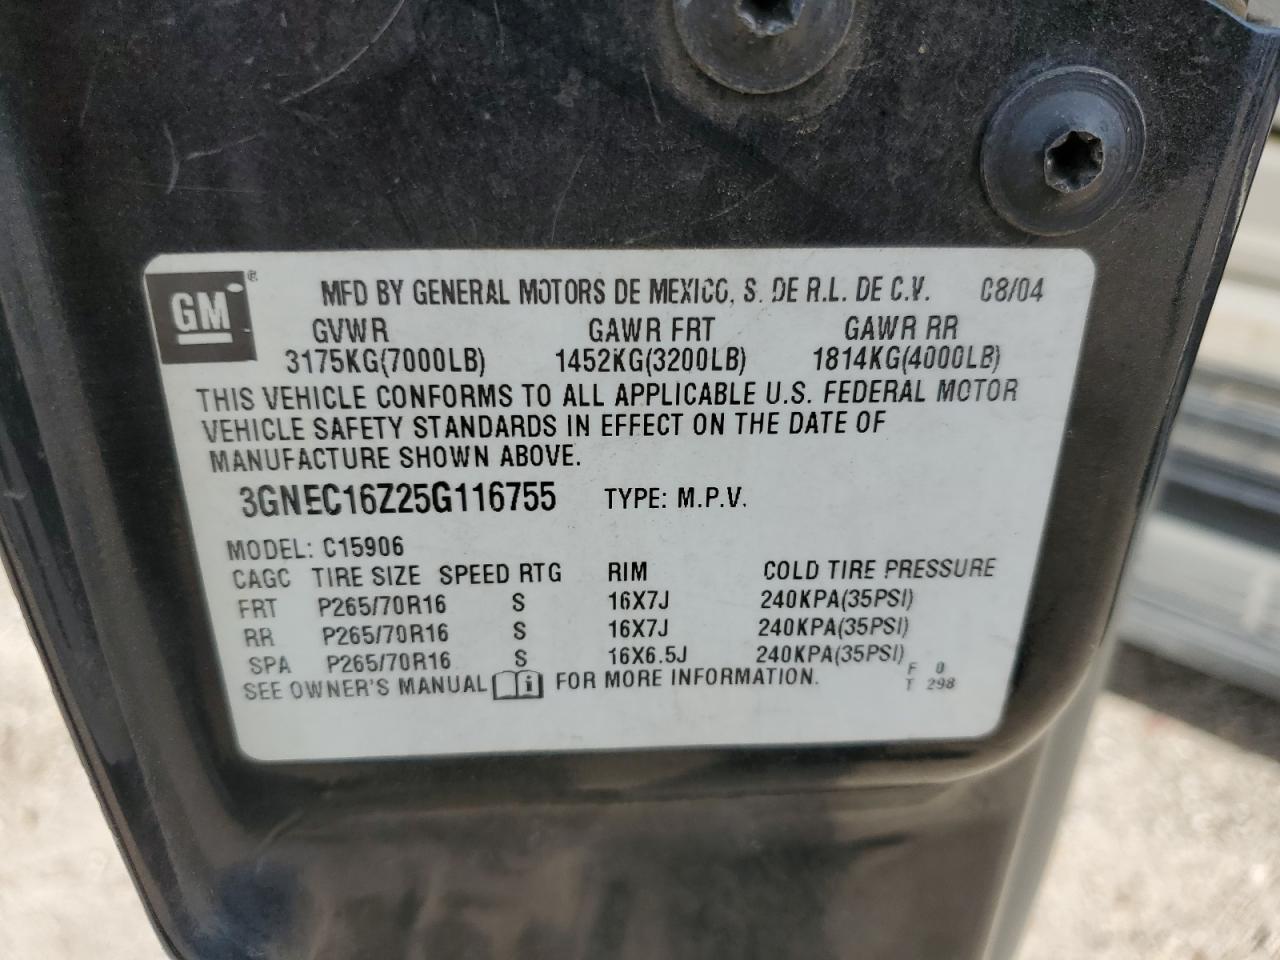 GM®
MFD BY GENERAL MOTORS DE MEXICO, S. DE R.L. DE C.V. 08/04
GVWR GAWR FRT GAWR RR
3175KG(7000LB) 1452KG(3200LB) 1814KG(4000LB)
THIS VEHICLE CONFORMS TO ALL APPLICABLE U.S. FEDERAL MOTOR
VEHICLE SAFETY STANDARDS IN EFFECT ON THE DATE OF
MANUFACTURE SHOWN ABOVE.
3GNEC16Z25G116755 TYPE: M.P.V.
MODEL: C15906
CAGC TIRE SIZE SPEED RTG RIM COLD TIRE PRESSURE
FRT P265/70R16 S 16X7J 240KPA(35PSI)
RR P265/70R16 S 16X7J 240KPA(35PSI)
SPA P265/70R16 S 16X6.5J 240KPA(35PSI)
F 0
SEE OWNER'S MANUAL i FOR MORE INFORMATION. T 298